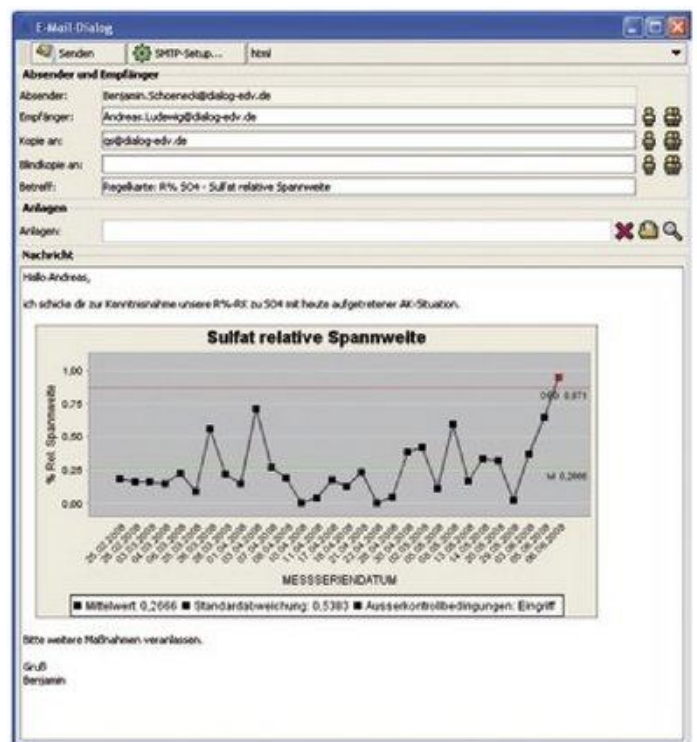 E-Mail-Dialog
Senden SMTP-Setup... html
Absender und Empfänger
Absender: Benjamin.Schoeneck@dialog-edv.de
Empfänger: Andreas.Ludewig@dialog-edv.de
Kopie an: qs@dialog-edv.de
Blindkopie an:
Betreff: Regelkarte: R% SO4 - Sulfat relative Spannweite
Anlagen
Anlagen:
Nachricht
Hallo Andreas,
ich schicke dir zur Kenntnisnahme unsere R%-RK zu SO4 mit heute aufgetretener AK-Situation.
Sulfat relative Spannweite
% Rel. Spannweite
1,00
0,75
0,50
0,25
0,00
0,871
M 0,2666
MESSSERIENDATUM
Mittelwert: 0,2666 Standardabweichung: 0,5383 Ausserkontrollbedingungen: Eingriff
Bitte weitere Maßnahmen veranlassen.
Gruß
Benjamin